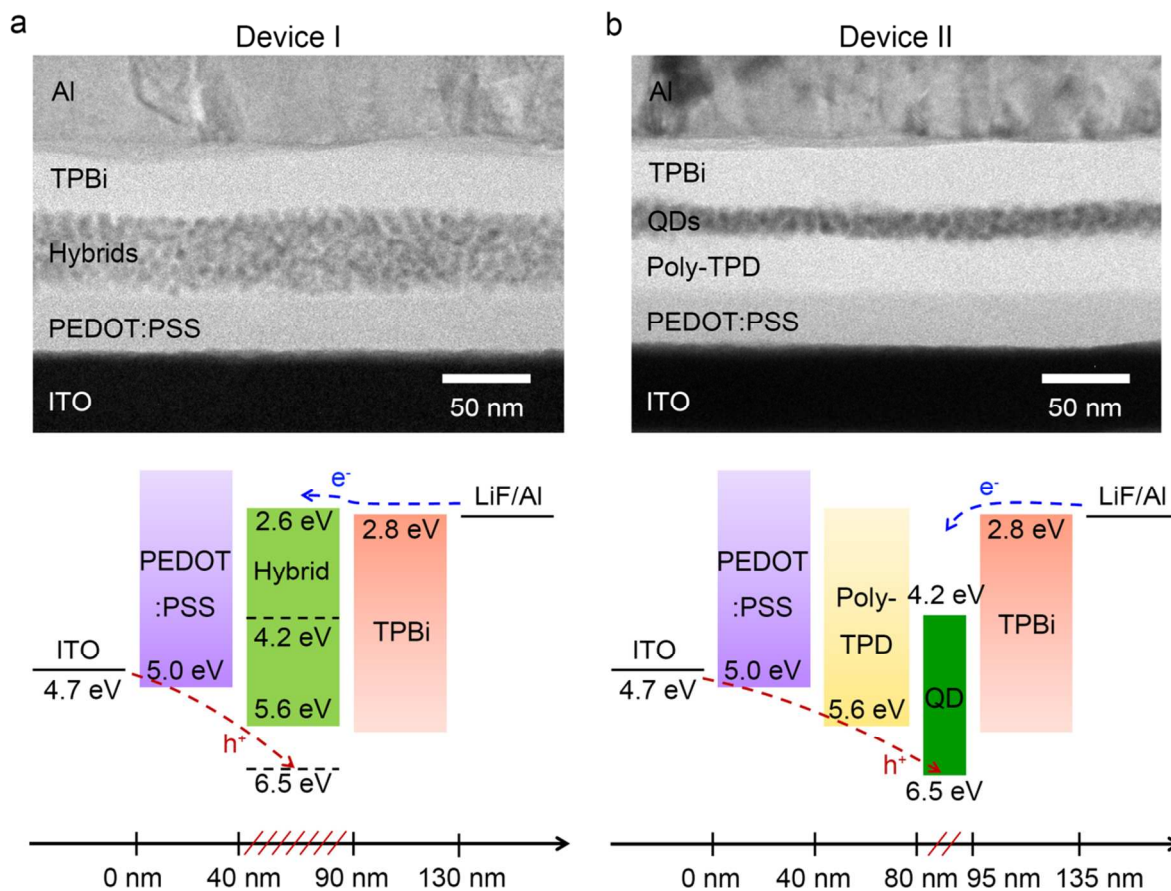 a
Device I
Al
TPBi
Hybrids
PEDOT:PSS
ITO
50 nm
b
Device II
Al
TPBi
QDs
Poly-TPD
PEDOT:PSS
ITO
50 nm
e-
LiF/Al
2.6 eV
2.8 eV
PEDOT
:PSS
Hybrid
4.2 eV
TPBi
ITO
4.7 eV
5.0 eV
5.6 eV
h+
6.5 eV
0 nm
40 nm
90 nm
130 nm
e-
LiF/Al
2.8 eV
PEDOT
:PSS
Poly-
TPD
4.2 eV
TPBi
QD
ITO
4.7 eV
5.0 eV
5.6 eV
h+
6.5 eV
0 nm
40 nm
80 nm
95 nm
135 nm